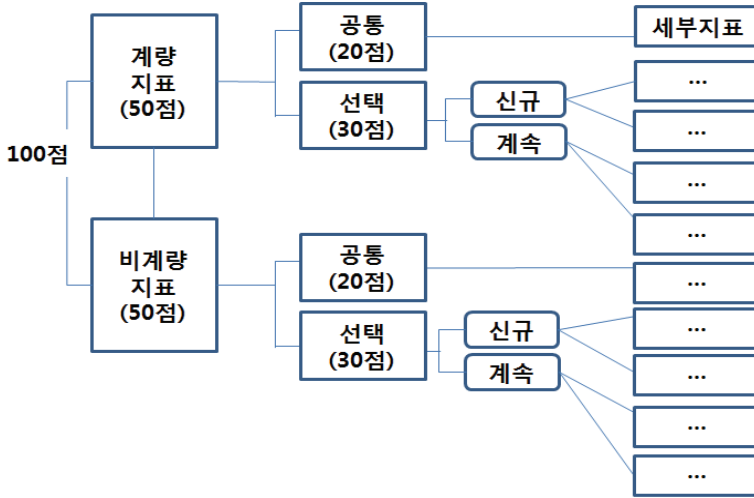 100점
계량
지표
(50점)
공통
(20점)
세부지표
선택
(30점)
신규
...
...
계속
...
...
비계량
지표
(50점)
공통
(20점)
...
선택
(30점)
신규
...
...
계속
...
...